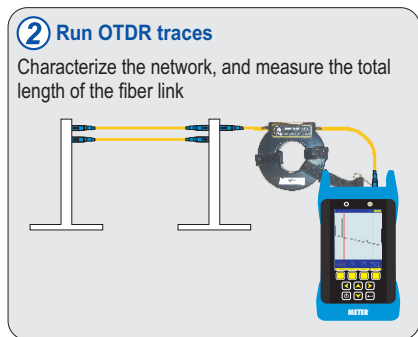 2 Run OTDR traces
Characterize the network, and measure the total
length of the fiber link
METER